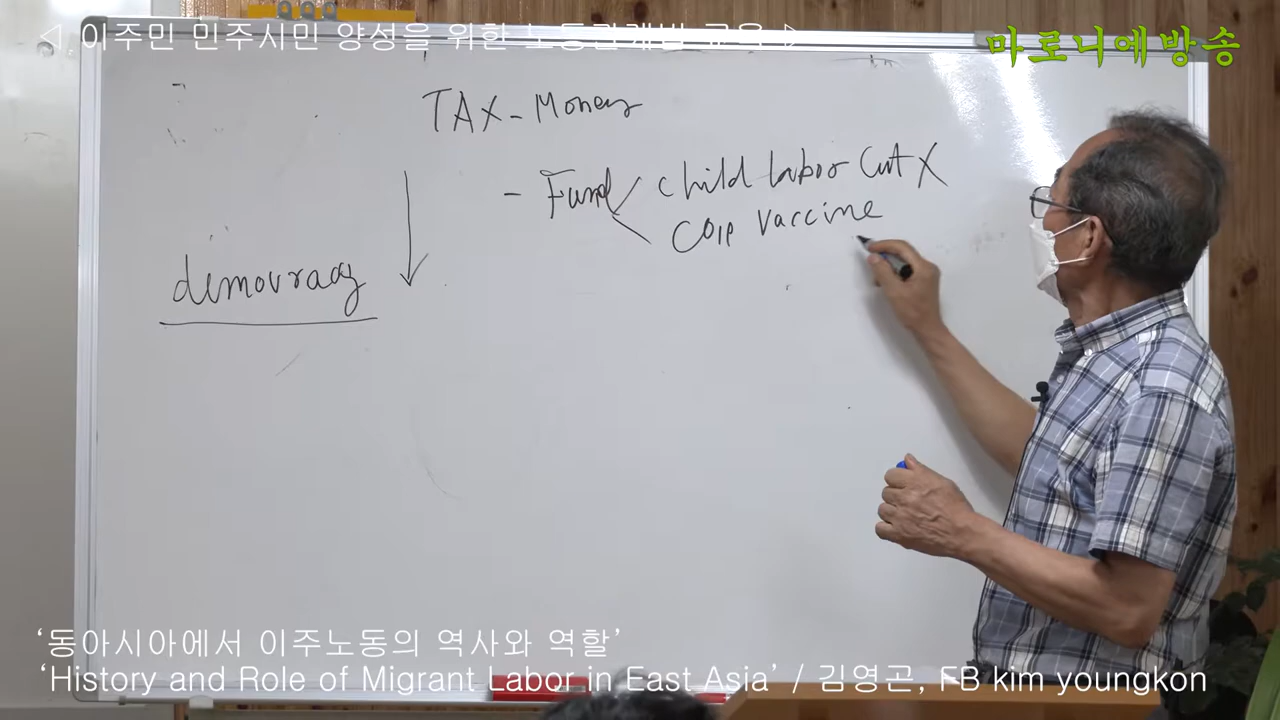 ◁ 이주민 민주시민 양성을 위한 노동관계법 교육 ▷
마로니에방송
TAX - Money
- Fund
child labor Cut X
vaccine
democracy
‘동아시아에서 이주노동의 역사와 역할’
‘History and Role of Migrant Labor in East Asia’ / 김영곤, FB kim youngkon